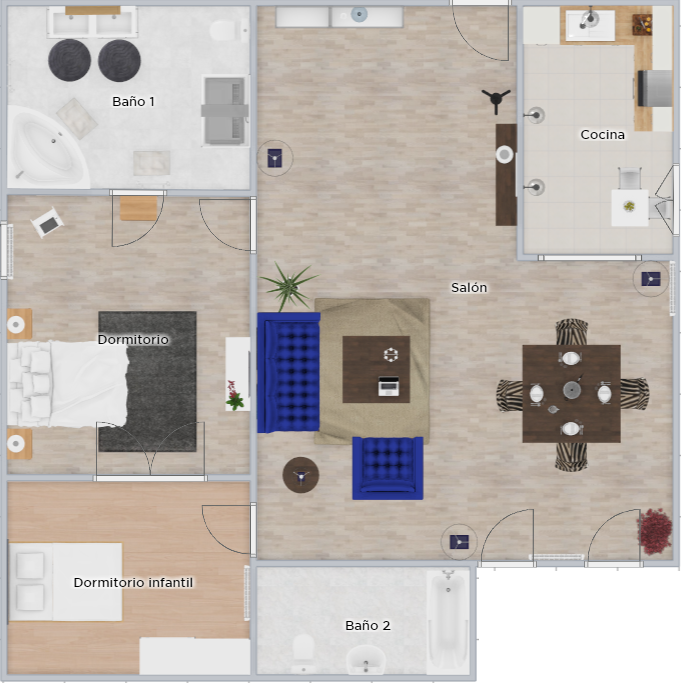 Baño 1
Cocina
Salón
Dormitorio
Dormitorio infantil
Baño 2